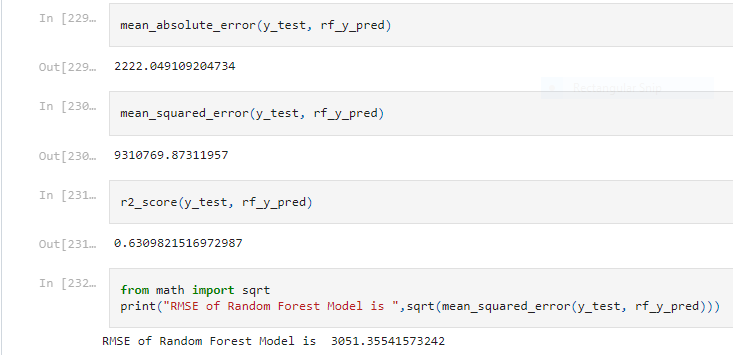 In [229…
mean_absolute_error(y_test, rf_y_pred)
Out[229…
2222.049109204734
Rectangular Snip
In [230…
mean_squared_error(y_test, rf_y_pred)
Out[230…
9310769.87311957
In [231…
r2_score(y_test, rf_y_pred)
Out[231…
0.6309821516972987
In [232…
from math import sqrt
print("RMSE of Random Forest Model is ",sqrt(mean_squared_error(y_test, rf_y_pred)))
RMSE of Random Forest Model is  3051.35541573242